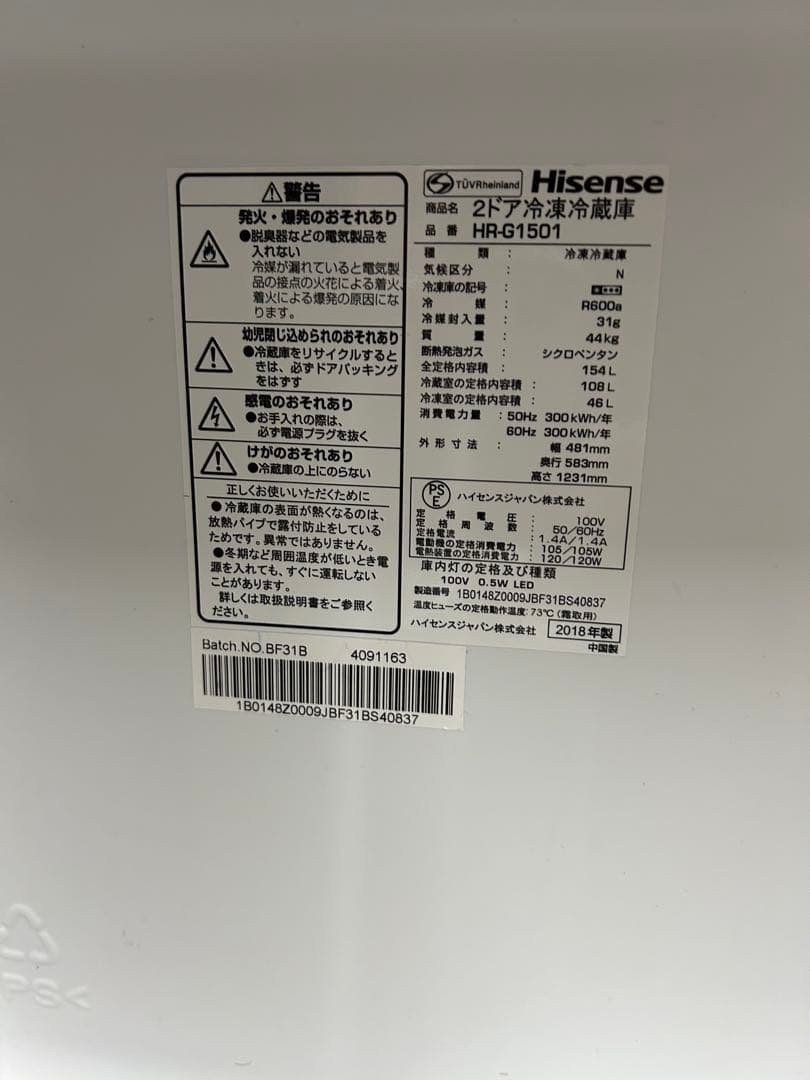 警告
発火・爆発のおそれあり
●脱臭器などの電気製品を
入れない
冷媒が漏れていると電気製
品の接点の火花による着火、
着火による爆発の原因にな
ります。
幼児閉じ込められのおそれあり
●冷蔵庫をリサイクルすると
きは、必ずドアパッキング
をはずす
感電のおそれあり
●お手入れの際は、
必ず電源プラグを抜く
けがのおそれあり
●冷蔵庫の上にのらない
正しくお使いいただくために
●冷蔵庫の表面が熱くなるのは、
放熱パイプで露付防止をしている
ためです。異常ではありません。
●冬期など周囲温度が低いとき電
源を入れても、すぐに運転しない
ことがあります。
詳しくは取扱説明書をご参照く
ださい。
TÜVRheinland Hisense
商品名 2ドア冷凍冷蔵庫
品番 HR-G1501
種類 : 冷凍冷蔵庫
気候区分 : N
冷凍庫の記号 :
冷媒 : R600a
冷媒封入量 : 31g
質量 : 44kg
断熱発泡ガス : シクロペンタン
全定格内容積 : 154L
冷蔵室の定格内容積 : 108L
冷凍室の定格内容積 : 46L
消費電力量 : 50Hz 300kWh/年
60Hz 300kWh/年
外形寸法 : 幅 481mm
奥行 583mm
高さ 1231mm
PSE ハイセンスジャパン株式会社
定格電圧 : 100V
定格周波数 : 50/60Hz
定格電流 : 1.4A/1.4A
電動機の定格消費電力 : 105/105W
電熱装置の定格消費電力 : 120/120W
庫内灯の定格及び種類
100V 0.5W LED
製造番号 1B0148Z0009JBF31BS40837
温度ヒューズの定格動作温度:73℃(霜取用)
ハイセンスジャパン株式会社 2018年製
中国製
Batch.NO.BF31B 4091163
1B0148Z0009JBF31BS40837
>PS<